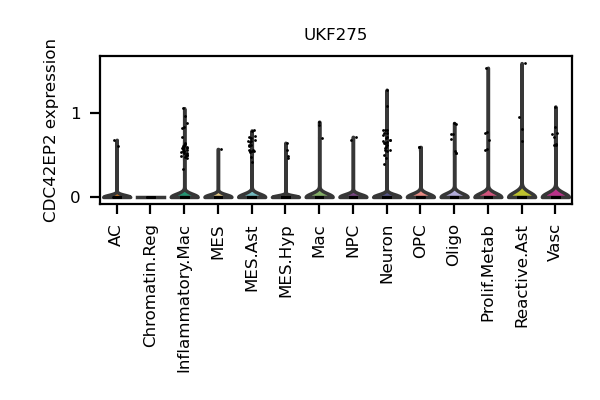 UKF275
CDC42EP2 expression
1
0
AC
Chromatin.Reg
Inflammatory.Mac
MES
MES.Ast
MES.Hyp
Mac
NPC
Neuron
OPC
Oligo
Prolif.Metab
Reactive.Ast
Vasc